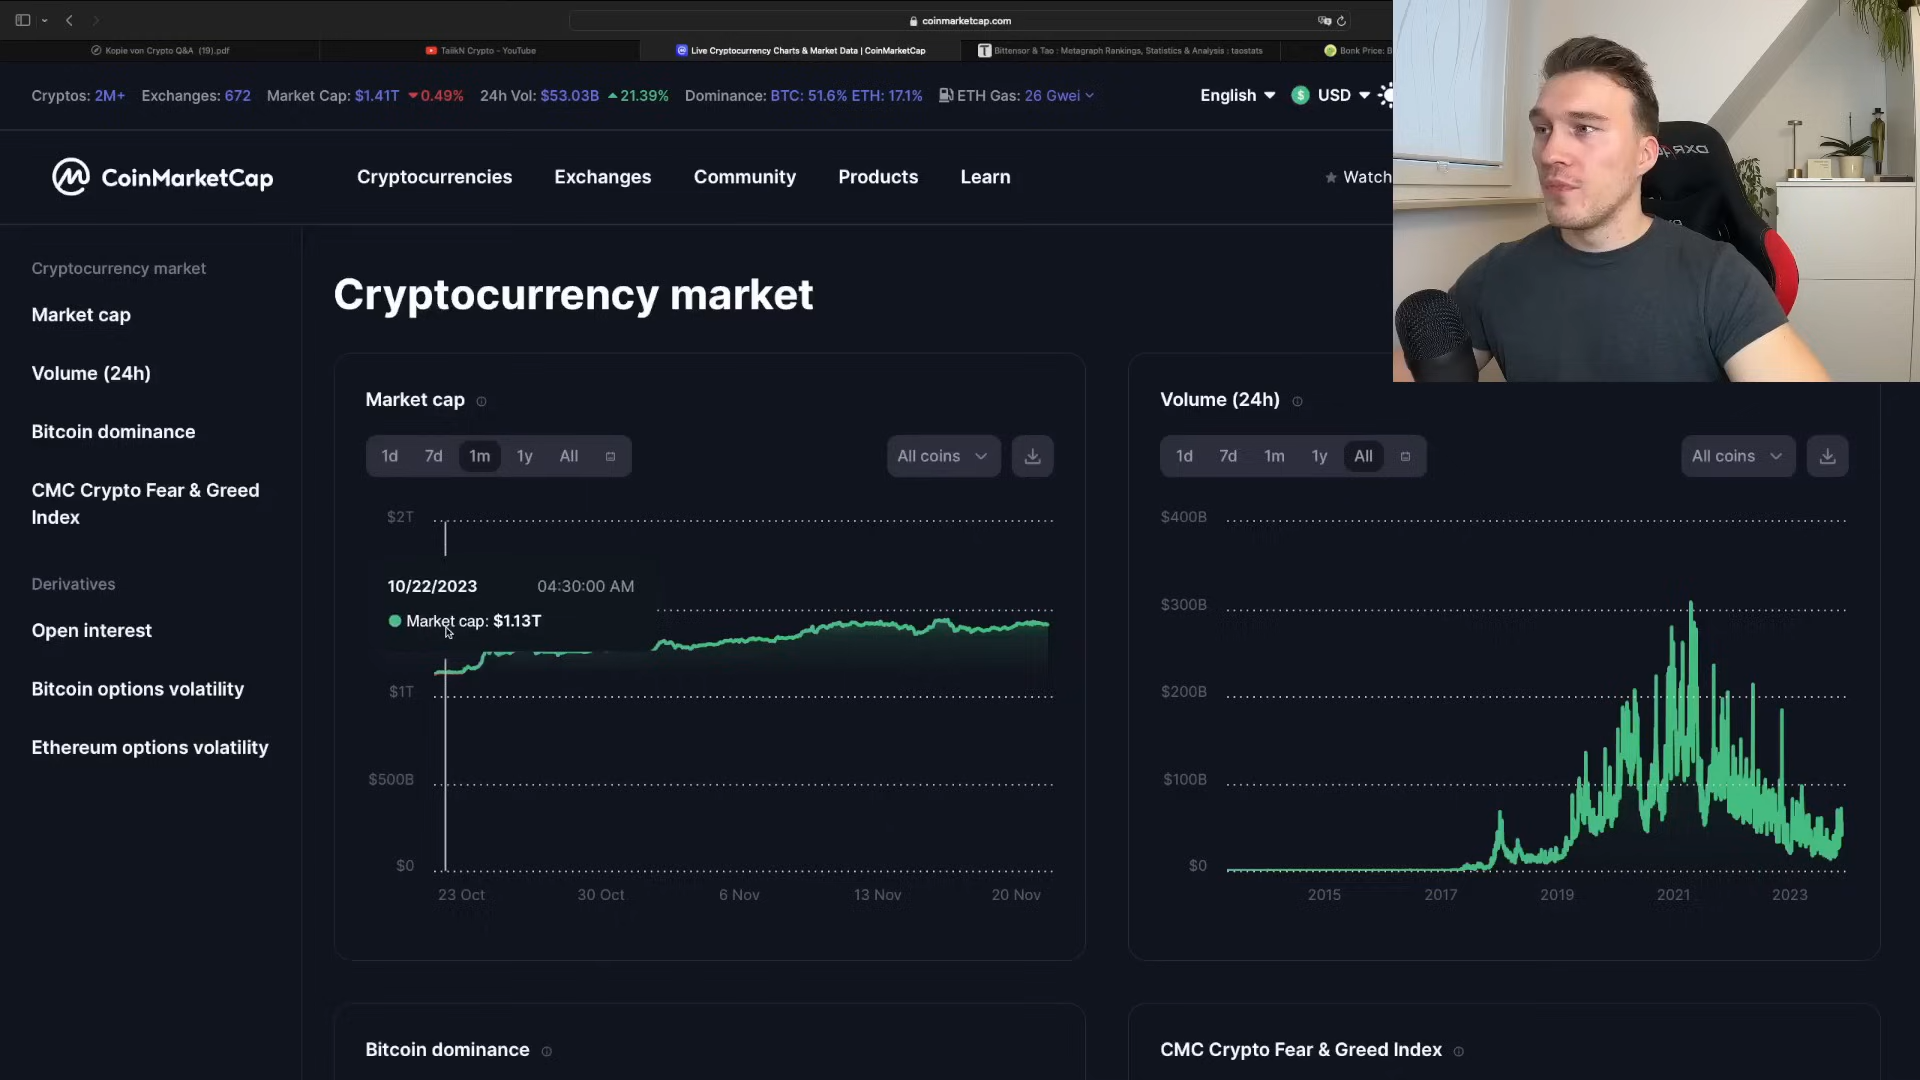 coinmarketcap.com
Kopie von Crypto Q&A (19).pdf
TaiikN Crypto - YouTube
Live Cryptocurrency Charts & Market Data | CoinMarketCap
Bittensor & Tao : Metagraph Rankings, Statistics & Analysis : taostats
Bonk Price: B
Cryptos: 2M+ Exchanges: 672 Market Cap: $1.41T 0.49% 24h Vol: $53.03B 21.39% Dominance: BTC: 51.6% ETH: 17.1% ETH Gas: 26 Gwei
English
USD
CoinMarketCap
Cryptocurrencies Exchanges Community Products Learn
Watch
Cryptocurrency market
Market cap
Volume (24h)
Bitcoin dominance
CMC Crypto Fear & Greed
Index
Derivatives
Open interest
Bitcoin options volatility
Ethereum options volatility
Cryptocurrency market
Market cap
1d 7d 1m 1y All
All coins
$2T
10/22/2023 04:30:00 AM
Market cap: $1.13T
$1T
$500B
$0
23 Oct 30 Oct 6 Nov 13 Nov 20 Nov
Volume (24h)
1d 7d 1m 1y All
All coins
$400B
$300B
$200B
$100B
$0
2015 2017 2019 2021 2023
Bitcoin dominance
CMC Crypto Fear & Greed Index